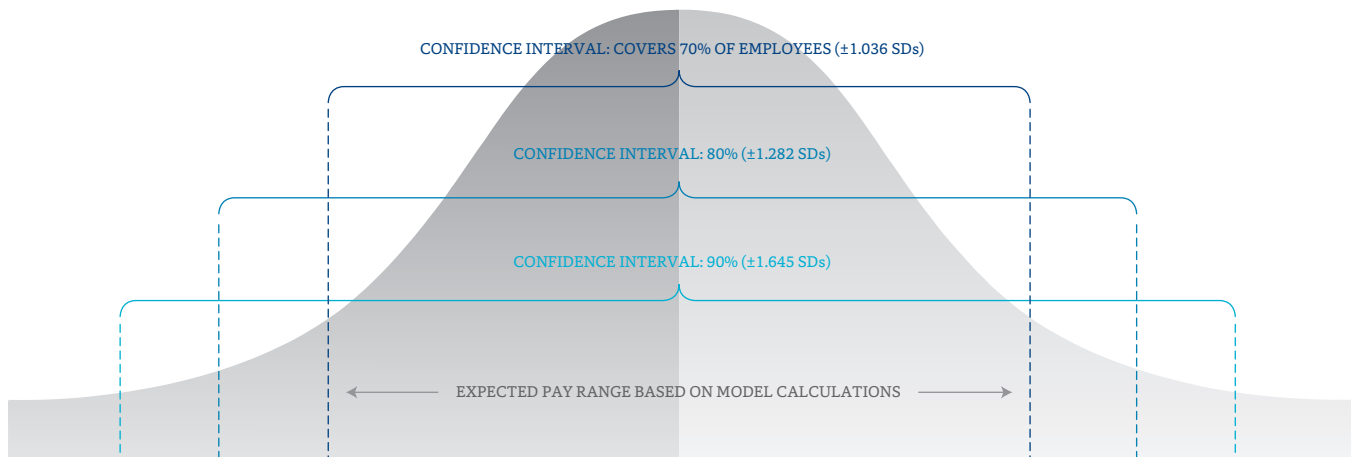 CONFIDENCE INTERVAL: COVERS 70% OF EMPLOYEES (±1.036 SDs)
CONFIDENCE INTERVAL: 80% (±1.282 SDs)
CONFIDENCE INTERVAL: 90% (±1.645 SDs)
EXPECTED PAY RANGE BASED ON MODEL CALCULATIONS